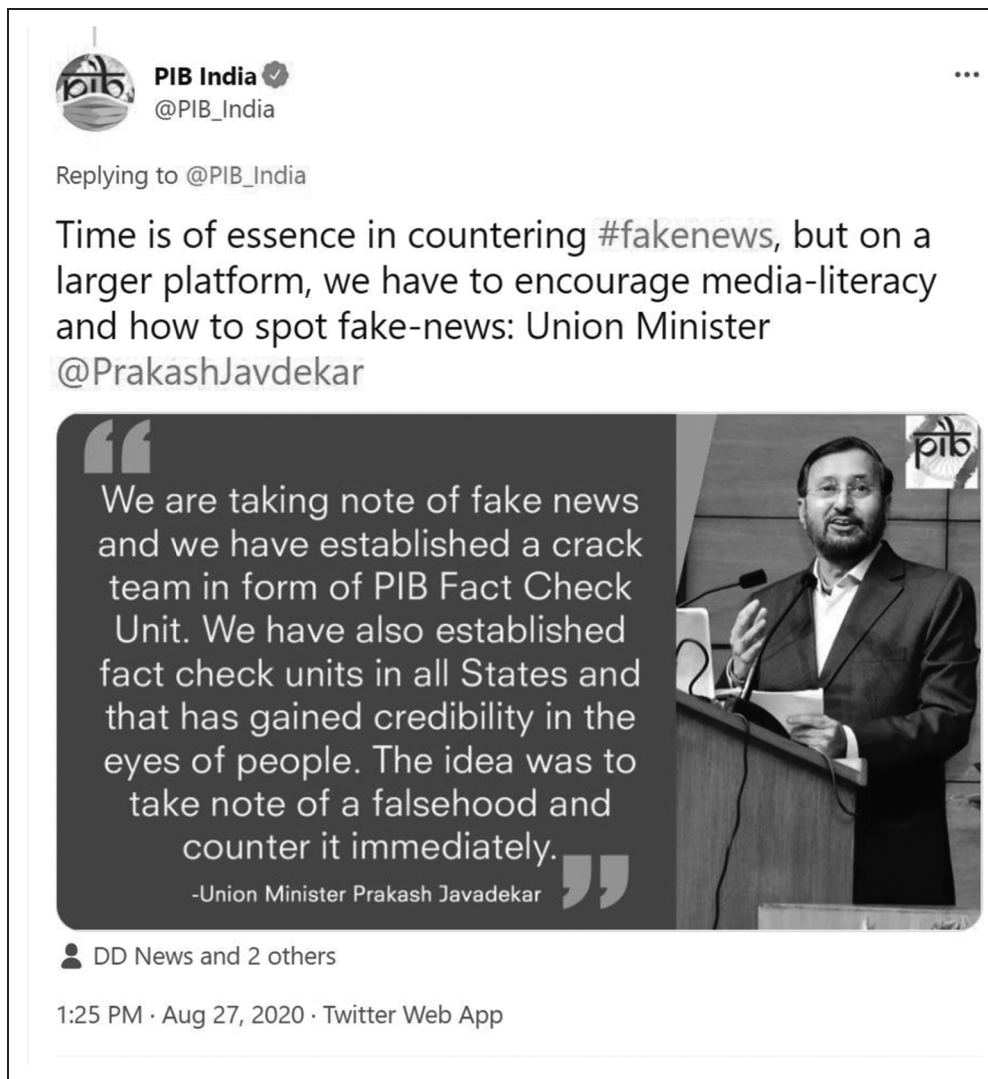 pib
PIB India
@PIB_India
Replying to @PIB_India
Time is of essence in countering #fakenews, but on a
larger platform, we have to encourage media-literacy
and how to spot fake-news: Union Minister
@PrakashJavdekar
pib
“
We are taking note of fake news
and we have established a crack
team in form of PIB Fact Check
Unit. We have also established
fact check units in all States and
that has gained credibility in the
eyes of people. The idea was to
take note of a falsehood and
counter it immediately.
”
-Union Minister Prakash Javadekar
DD News and 2 others
1:25 PM · Aug 27, 2020 · Twitter Web App